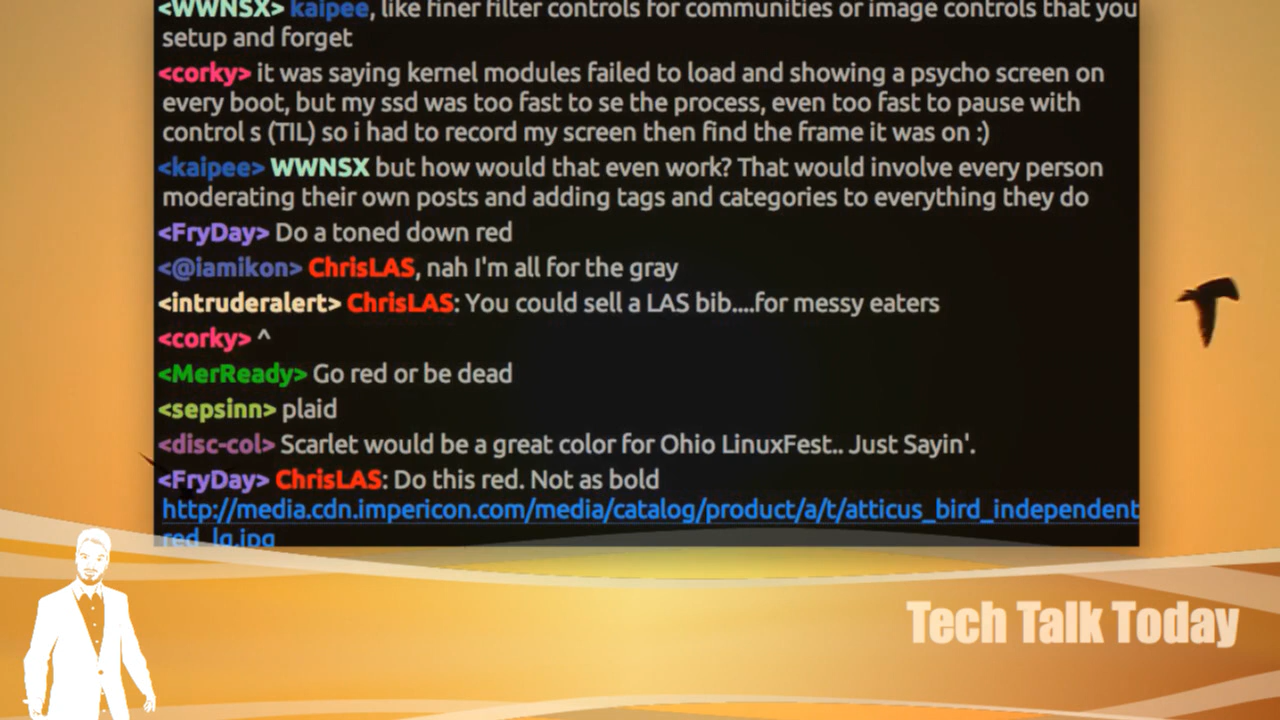 <WWNSX> kaipee, like finer filter controls for communities or image controls that you
setup and forget
<corky> it was saying kernel modules failed to load and showing a psycho screen on
every boot, but my ssd was too fast to se the process, even too fast to pause with
control s (TIL) so i had to record my screen then find the frame it was on :)
<kaipee> WWNSX but how would that even work? That would involve every person
moderating their own posts and adding tags and categories to everything they do
<FryDay> Do a toned down red
<@iamikon> ChrisLAS, nah I'm all for the gray
<intruderalert> ChrisLAS: You could sell a LAS bib....for messy eaters
<corky> ^
<MerReady> Go red or be dead
<sepsinn> plaid
<disc-col> Scarlet would be a great color for Ohio LinuxFest.. Just Sayin'.
<FryDay> ChrisLAS: Do this red. Not as bold
http://media.cdn.impericon.com/media/catalog/product/a/t/atticus_bird_independent
red_lg.jpg
Tech Talk Today